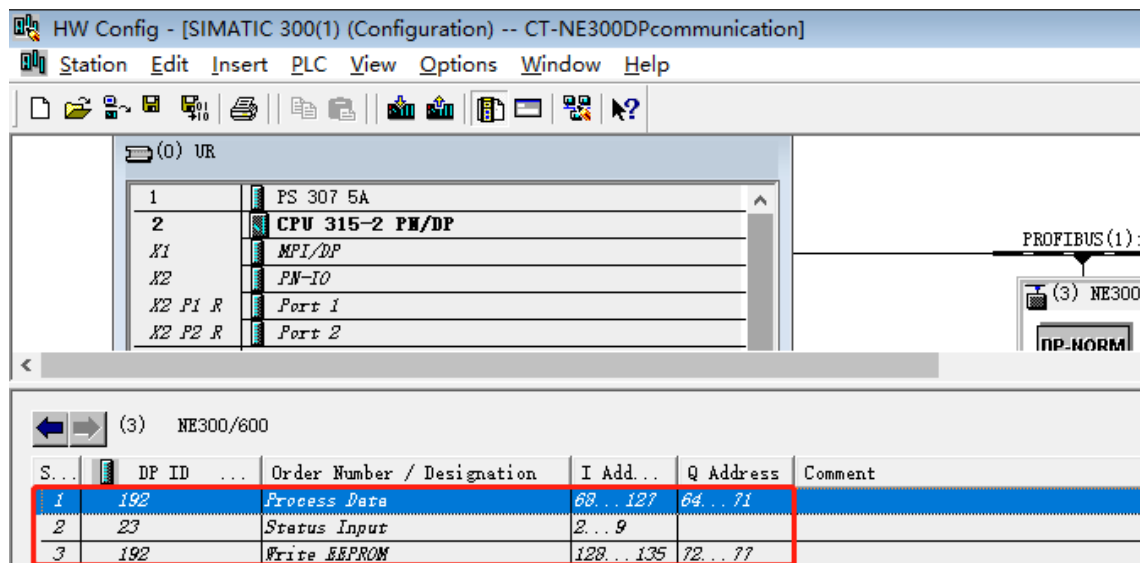 HW Config - [SIMATIC 300(1) (Configuration) -- CT-NE300DPcommunication]
Station Edit Insert PLC View Options Window Help
(0) UR
1 PS 307 5A
2 CPU 315-2 PN/DP
X1 MPI/DP
X2 PN-IO
X2 P1 R Port 1
X2 P2 R Port 2
PROFIBUS(1):
(3) NE300
DP-NORM
(3) NE300/600
S... DP ID ... Order Number / Designation I Add... Q Address Comment
1 192 Process Data 68...127 64...71
2 23 Status Input 2...9
3 192 Write EEPROM 128...135 72...77